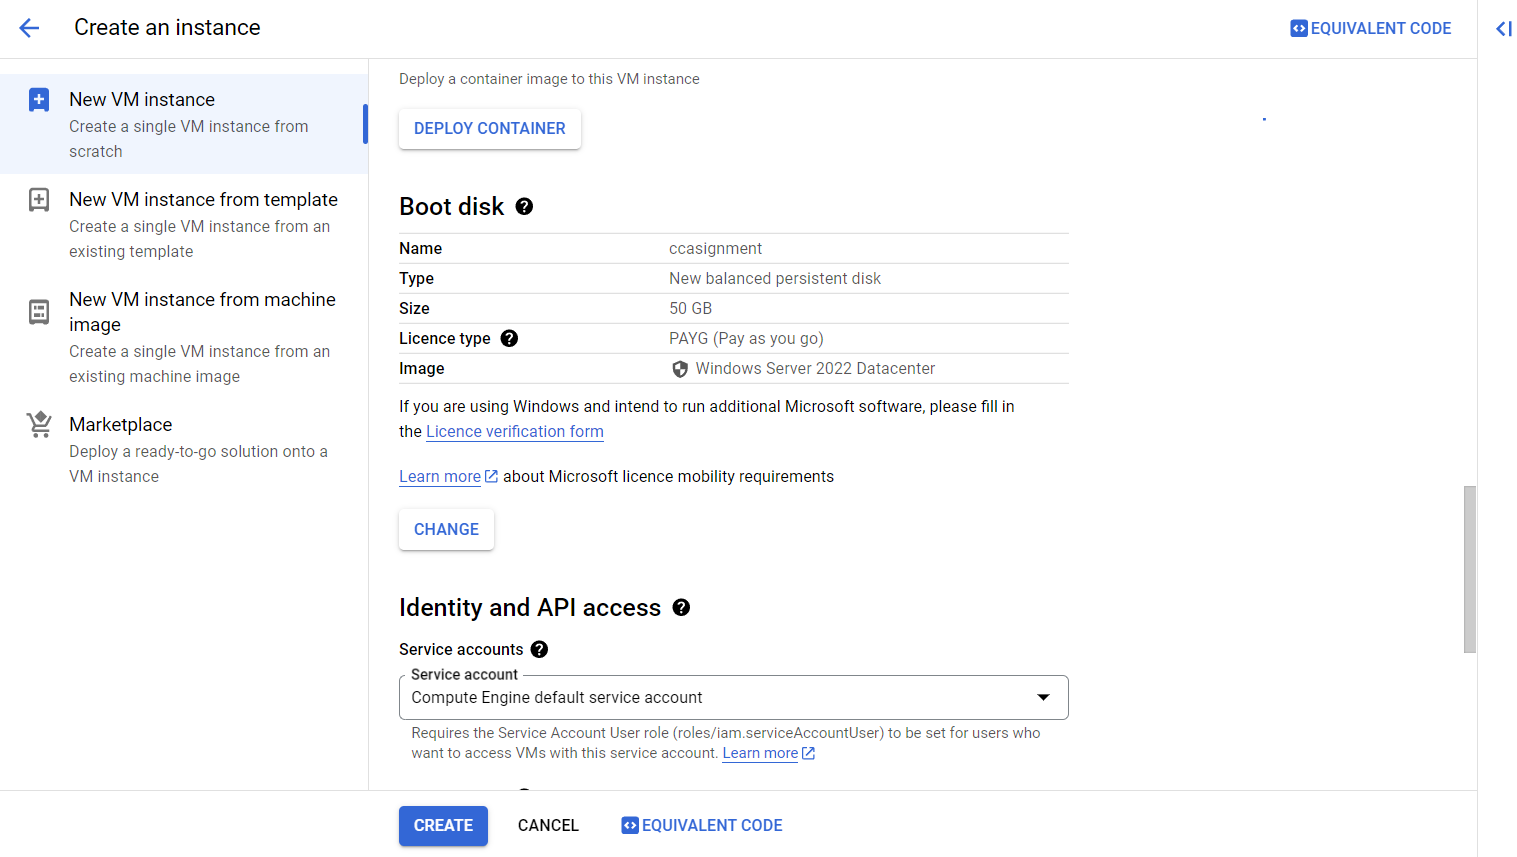 Create an instance
EQUIVALENT CODE
New VM instance
Create a single VM instance from
scratch
New VM instance from template
Create a single VM instance from an
existing template
New VM instance from machine
image
Create a single VM instance from an
existing machine image
Marketplace
Deploy a ready-to-go solution onto a
VM instance
Deploy a container image to this VM instance
DEPLOY CONTAINER
Boot disk
Name ccasignment
Type New balanced persistent disk
Size 50 GB
Licence type PAYG (Pay as you go)
Image Windows Server 2022 Datacenter
If you are using Windows and intend to run additional Microsoft software, please fill in
the Licence verification form
Learn more about Microsoft licence mobility requirements
CHANGE
Identity and API access
Service accounts
Service account
Compute Engine default service account
Requires the Service Account User role (roles/iam.serviceAccountUser) to be set for users who
want to access VMs with this service account. Learn more
CREATE CANCEL EQUIVALENT CODE